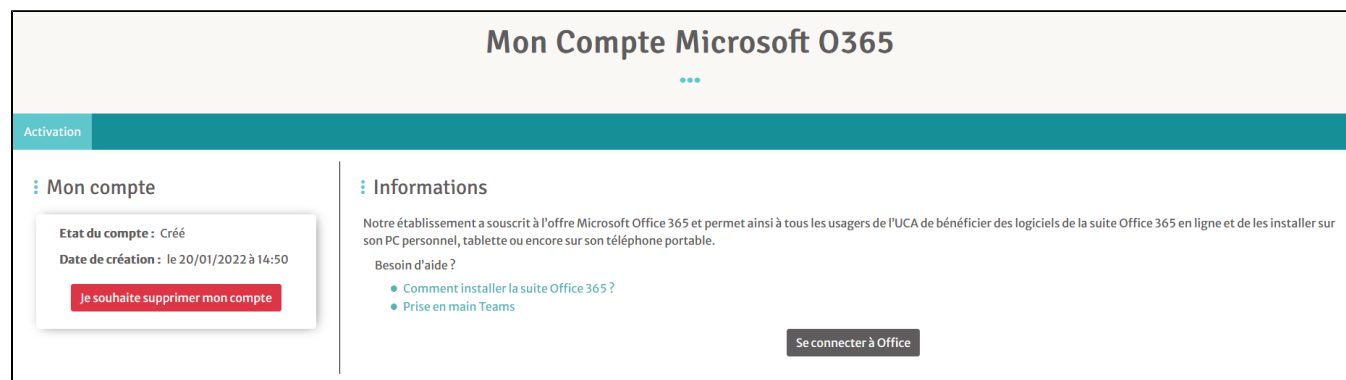 Mon Compte Microsoft O365
Activation
Mon compte
Etat du compte : Créé
Date de création : le 20/01/2022 à 14:50
Je souhaite supprimer mon compte
Informations
Notre établissement a souscrit à l'offre Microsoft Office 365 et permet ainsi à tous les usagers de l'UCA de bénéficier des logiciels de la suite Office 365 en ligne et de les installer sur
son PC personnel, tablette ou encore sur son téléphone portable.
Besoin d'aide ?
Comment installer la suite Office 365 ?
Prise en main Teams
Se connecter à Office